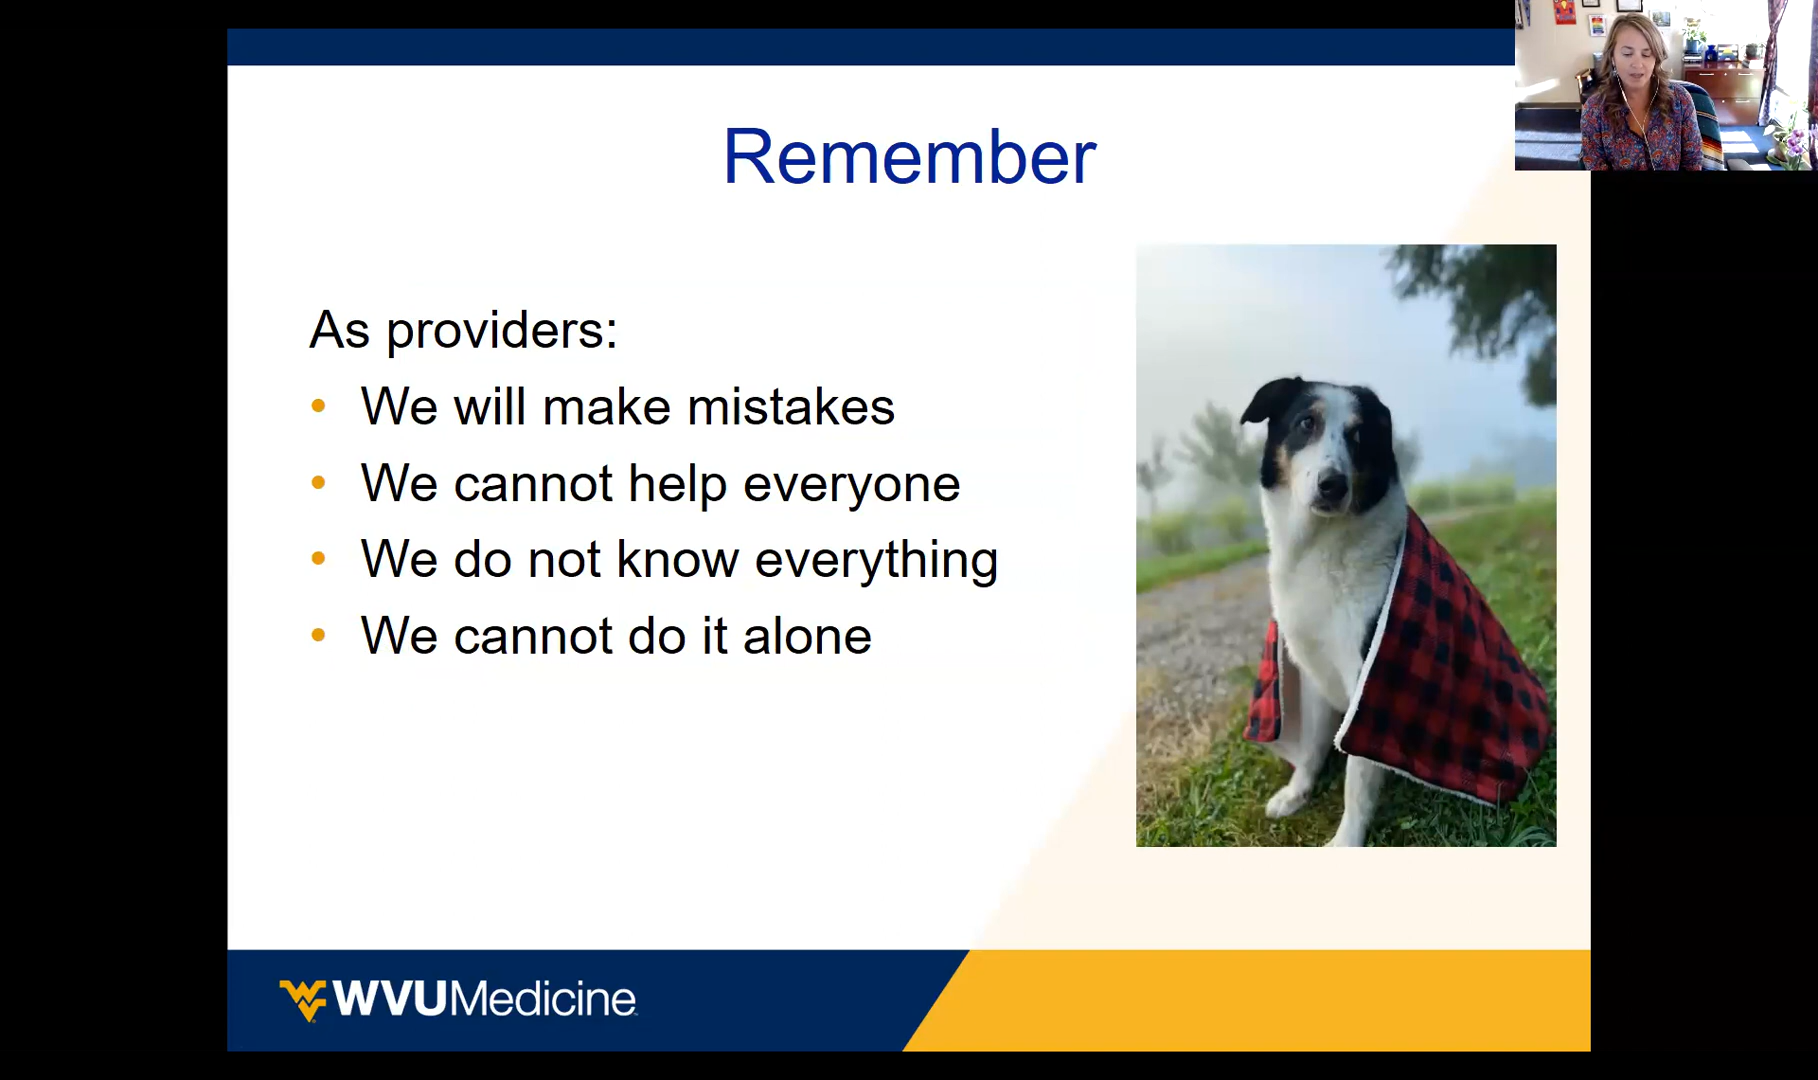 Remember
As providers:
• We will make mistakes
• We cannot help everyone
• We do not know everything
• We cannot do it alone
WVUMedicine